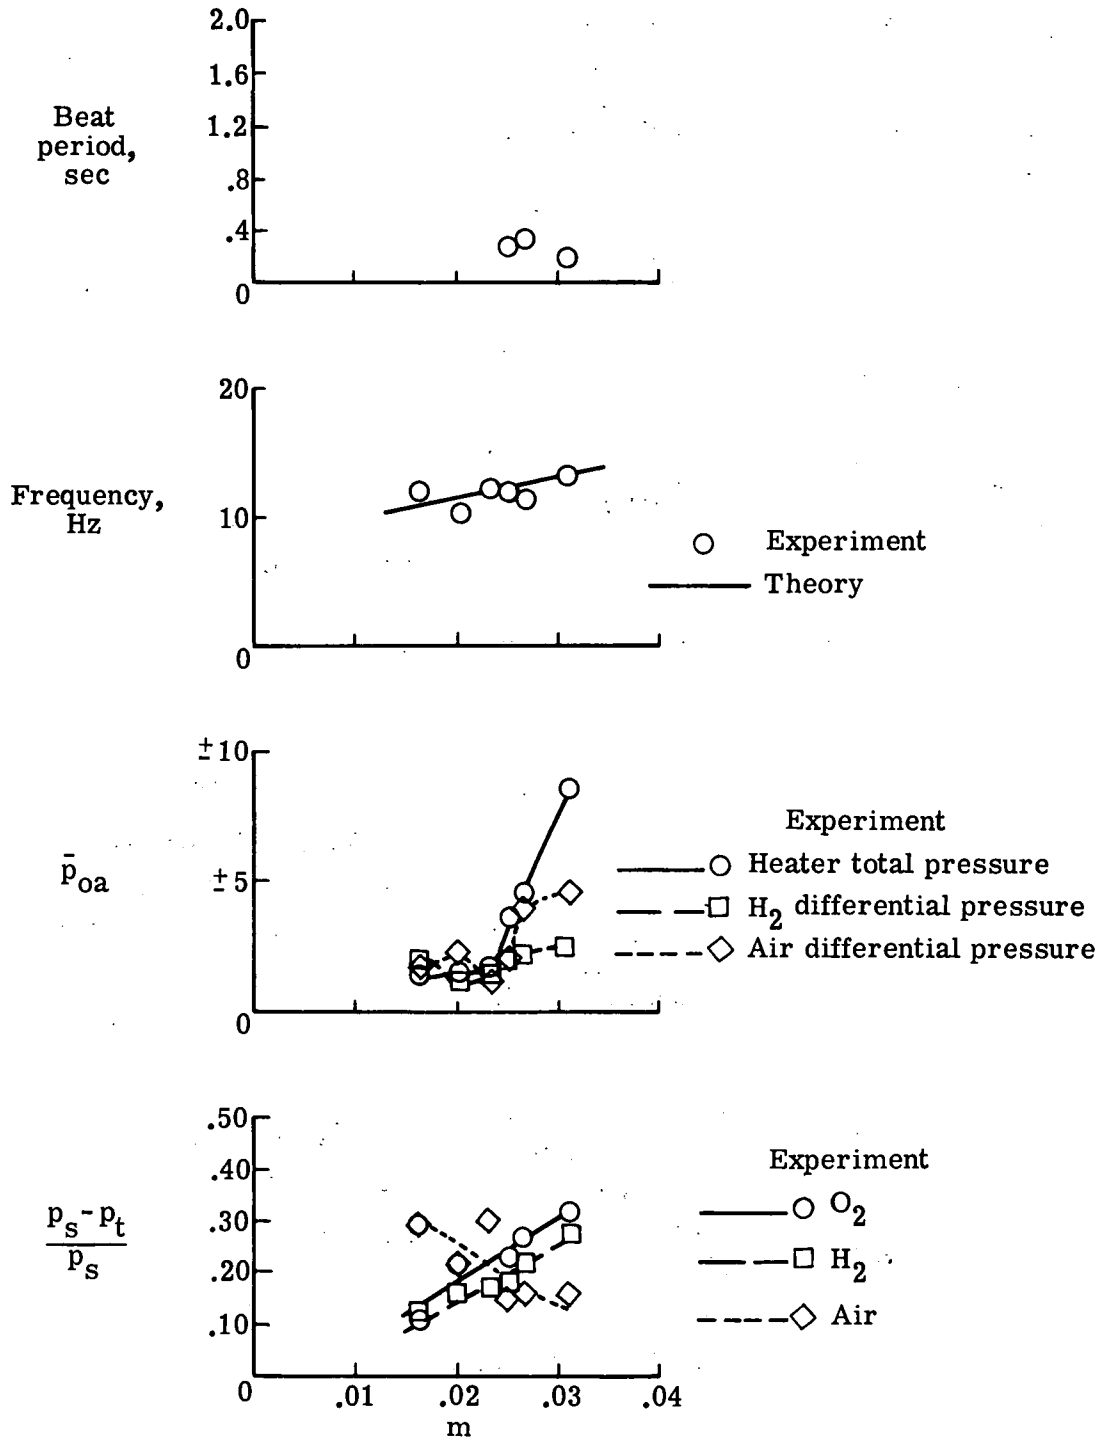 2.0
1.6
1.2
.8
.4
0
Beat
period,
sec
20
10
0
Frequency,
Hz
Experiment
Theory
±10
±5
0
p̄oa
Experiment
Heater total pressure
H2 differential pressure
Air differential pressure
.50
.40
.30
.20
.10
0
ps-pt
ps
Experiment
O2
H2
Air
.01 .02 .03 .04
m